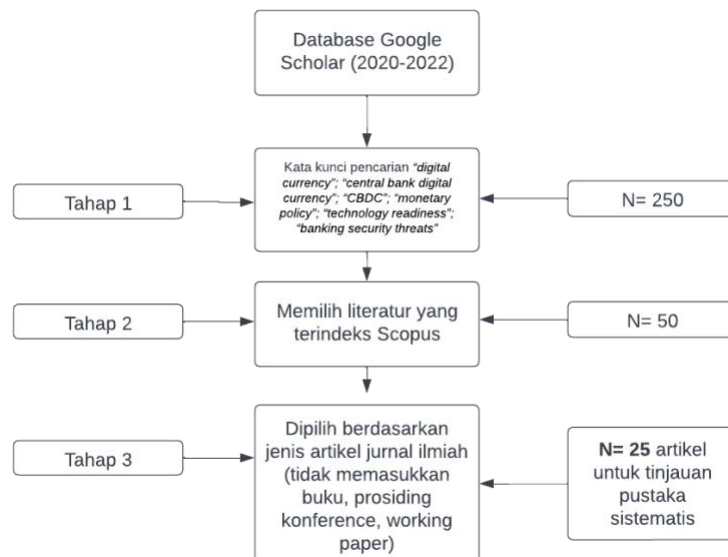 Database Google
Scholar (2020-2022)
Tahap 1
Kata kunci pencarian “digital
currency”; “central bank digital
currency”; “CBDC”; “monetary
policy”; “technology readiness”;
“banking security threats”
N= 250
Tahap 2
Memilih literatur yang
terindeks Scopus
N= 50
Tahap 3
Dipilih berdasarkan
jenis artikel jurnal ilmiah
(tidak memasukkan
buku, prosiding
konference, working
paper)
N= 25 artikel
untuk tinjauan
pustaka
sistematis